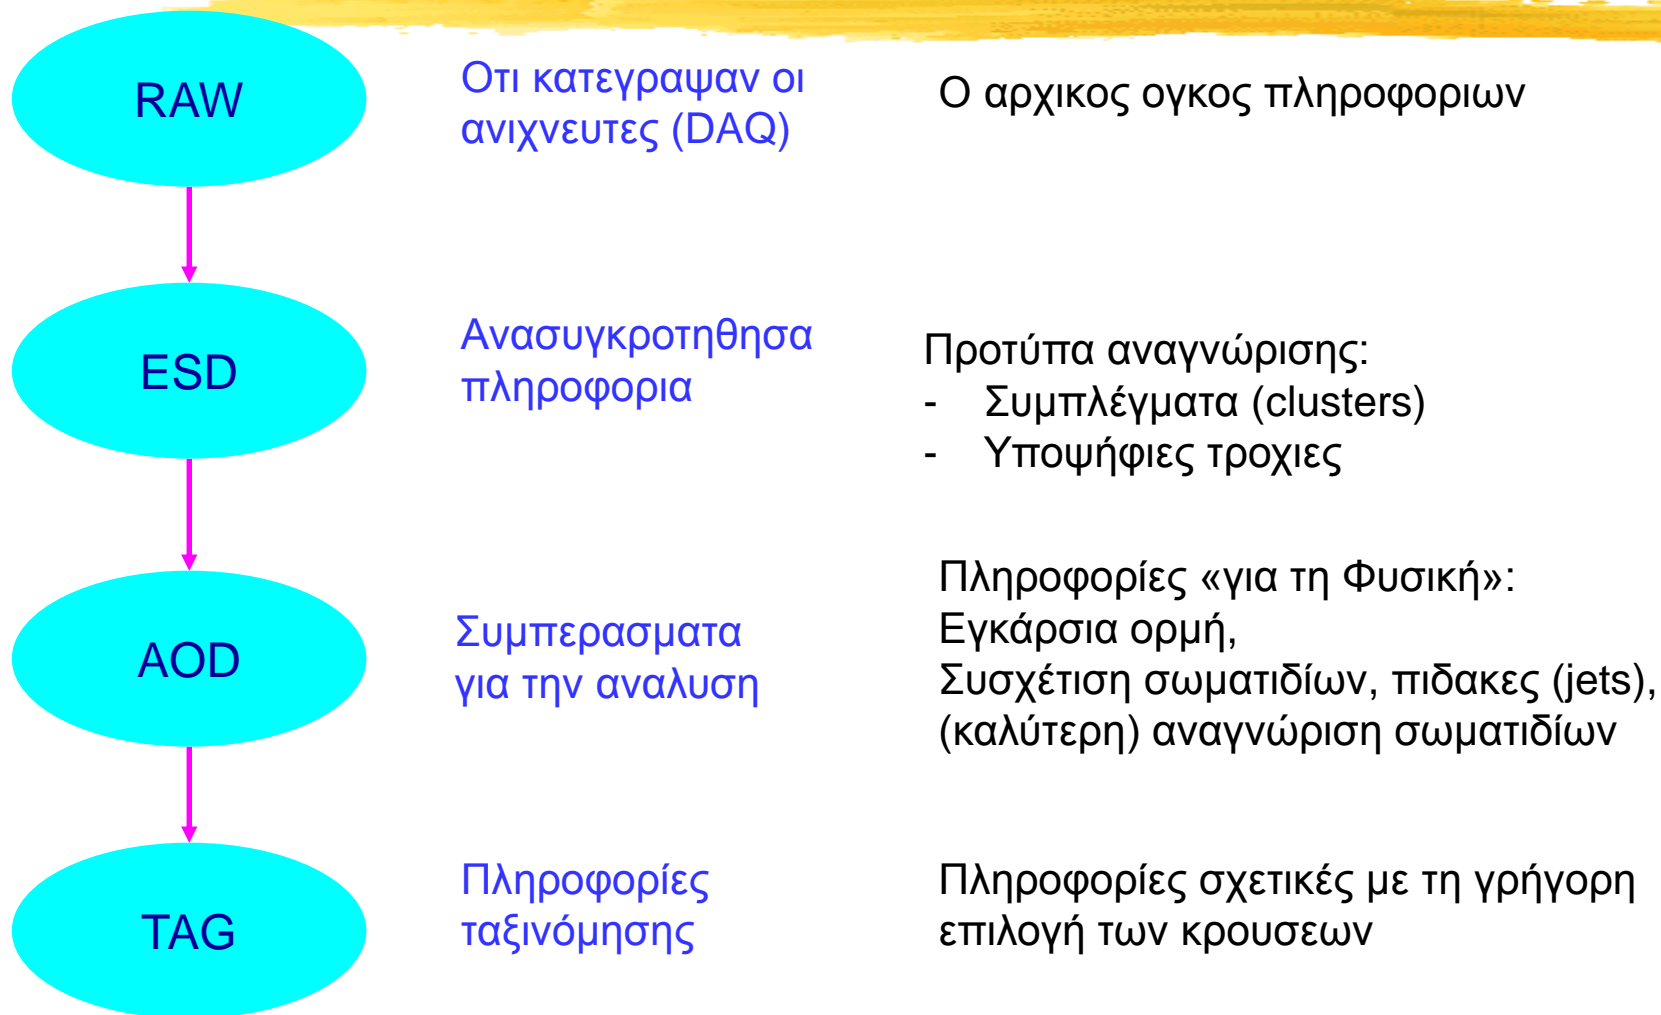 RAW
Οτι κατεγραψαν οι
ανιχνευτες (DAQ)
Ο αρχικος ογκος πληροφοριων
ESD
Ανασυγκροτηθησα
πληροφορια
Προτύπα αναγνώρισης:
- Συμπλέγματα (clusters)
- Υποψήφιες τροχιες
AOD
Συμπερασματα
για την αναλυση
Πληροφορίες «για τη Φυσική»:
Εγκάρσια ορμή,
Συσχέτιση σωματιδίων, πιδακες (jets),
(καλύτερη) αναγνώριση σωματιδίων
TAG
Πληροφορίες
ταξινόμησης
Πληροφορίες σχετικές με τη γρήγορη
επιλογή των κρουσεων